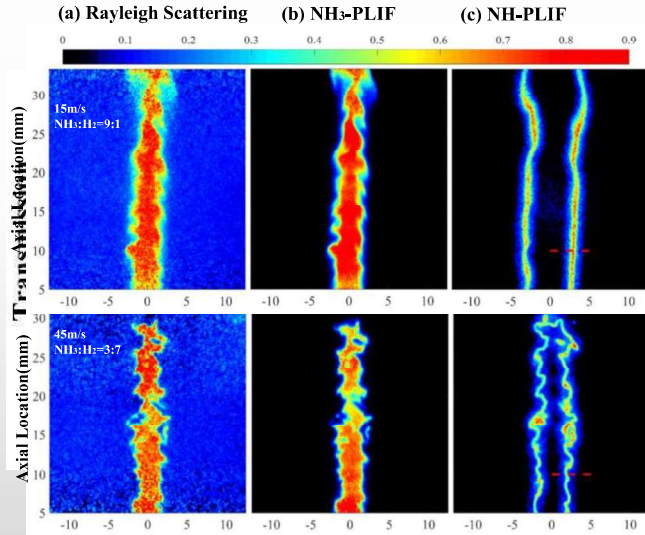 (a) Rayleigh Scattering (b) NH₃-PLIF (c) NH-PLIF
0 0.1 0.2 0.3 0.4 0.5 0.6 0.7 0.8 0.9
Axial Location(mm)
30
25
20
15
10
5
15m/s
NH₃:H₂=9:1
-10 -5 0 5 10 -10 -5 0 5 10 -10 -5 0 5 10
Axial Location(mm)
30
25
20
15
10
5
45m/s
NH₃:H₂=3:7
-10 -5 0 5 10 -10 -5 0 5 10 -10 -5 0 5 10